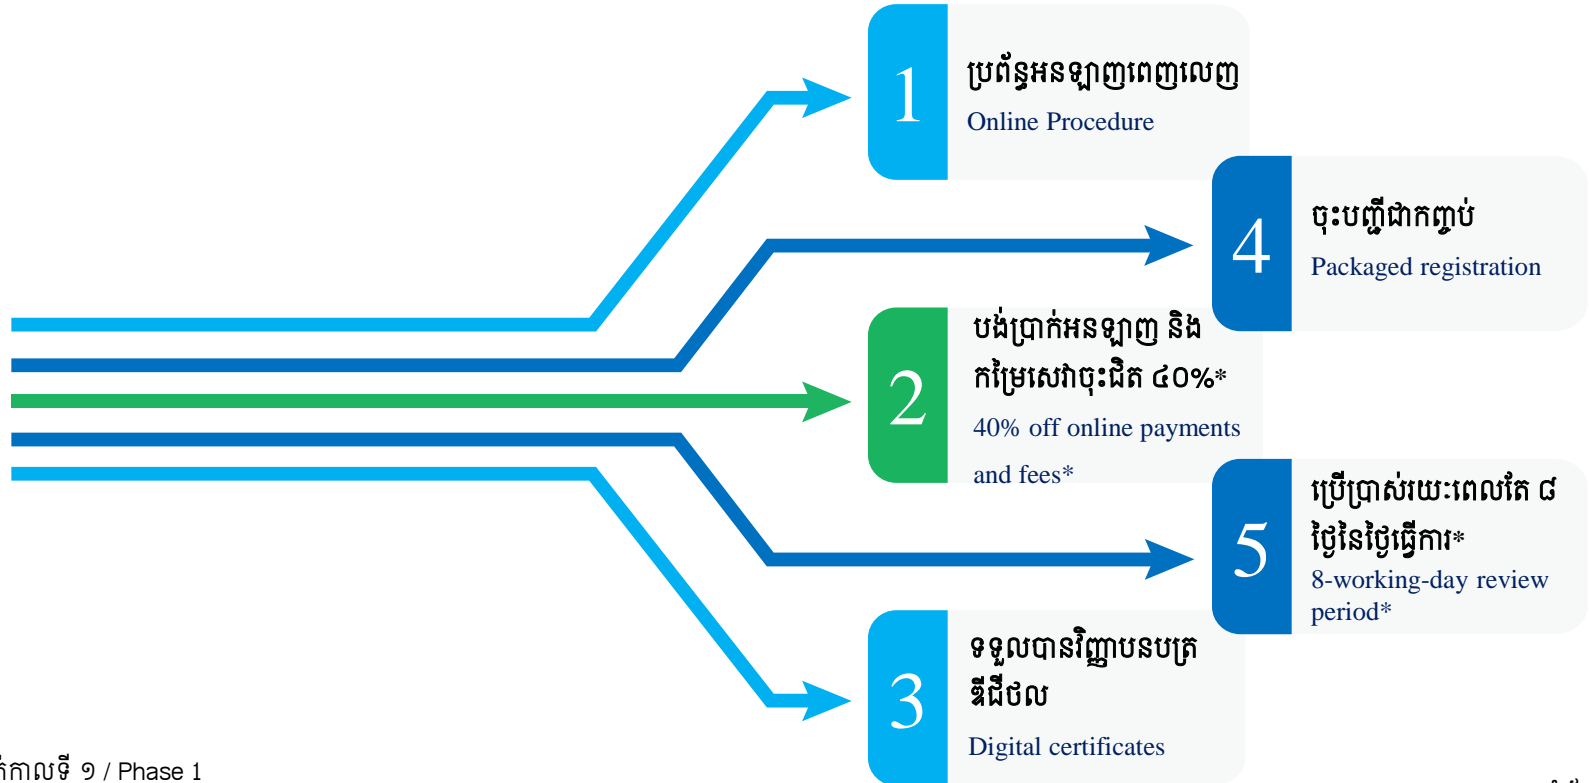 1
ប្រព័ន្ធអនឡាញពេញលេញ
Online Procedure
4
ចុះបញ្ជីជាកញ្ចប់
Packaged registration
2
បង់ប្រាក់អនឡាញ និង
កម្រៃសេវាចុះជិត ៤០%*
40% off online payments
and fees*
5
ប្រើប្រាស់រយៈពេលតែ ៨
ថ្ងៃនៃថ្ងៃធ្វើការ*
8-working-day review
period*
3
ទទួលបានវិញ្ញាបនបត្រ
ឌីជីថល
Digital certificates
ទី ១ / Phase 1